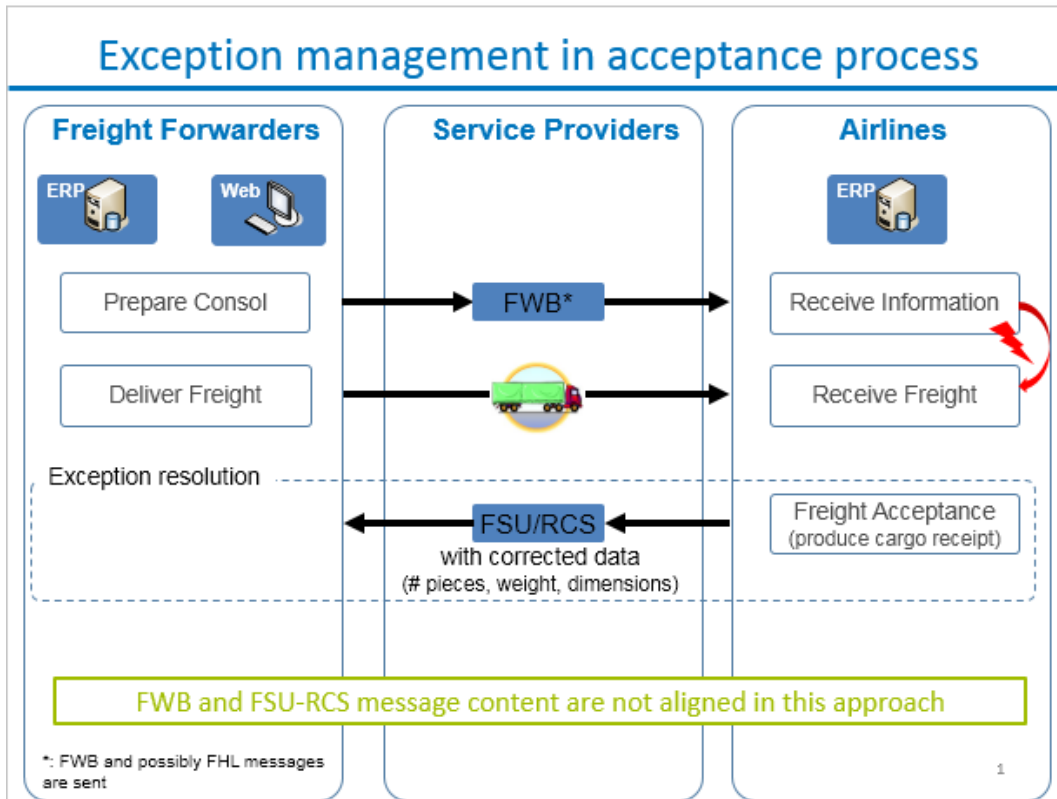 Exception management in acceptance process
Freight Forwarders
Service Providers
Airlines
ERP
Web
ERP
Prepare Consol
FWB*
Receive Information
Deliver Freight
Receive Freight
Exception resolution
FSU/RCS
Freight Acceptance
(produce cargo receipt)
with corrected data
(# pieces, weight, dimensions)
FWB and FSU-RCS message content are not aligned in this approach
*: FWB and possibly FHL messages
are sent
1